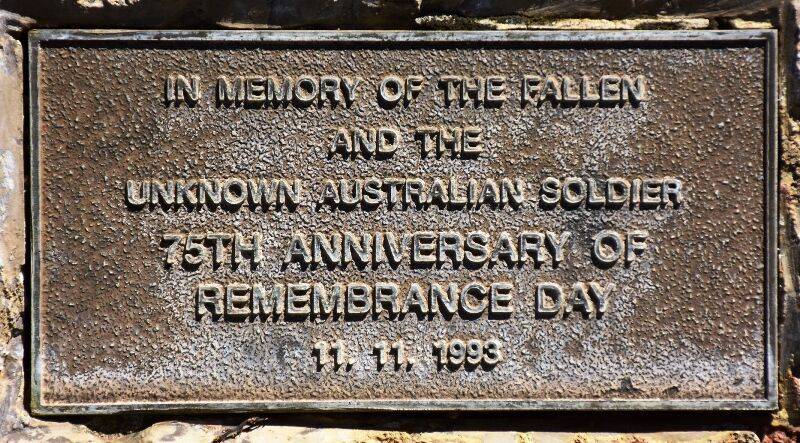 IN MEMORY OF THE FALLEN
AND THE
UNKNOWN AUSTRALIAN SOLDIER
75TH ANNIVERSARY OF
REMEMBRANCE DAY
11. 11. 1993